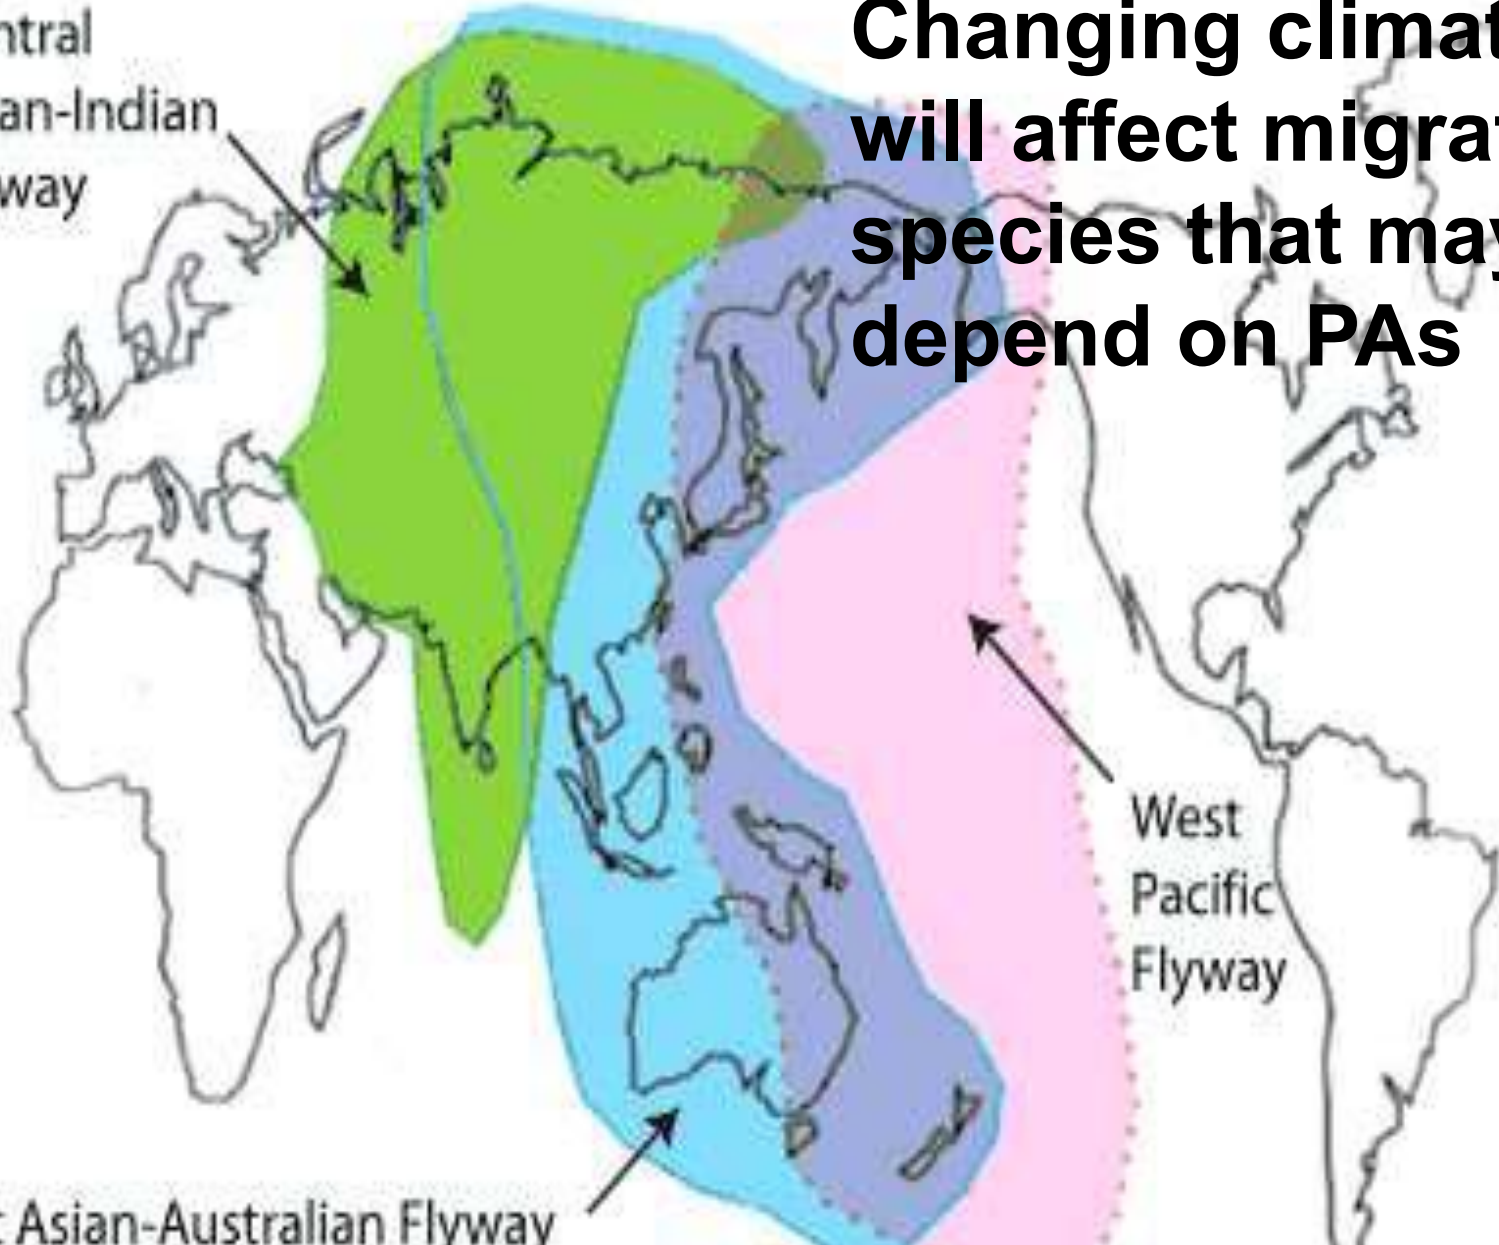 ntral
an-Indian
way
Changing climat
will affect migrat
species that may
depend on PAs
West
Pacific
Flyway
t Asian-Australian Flyway